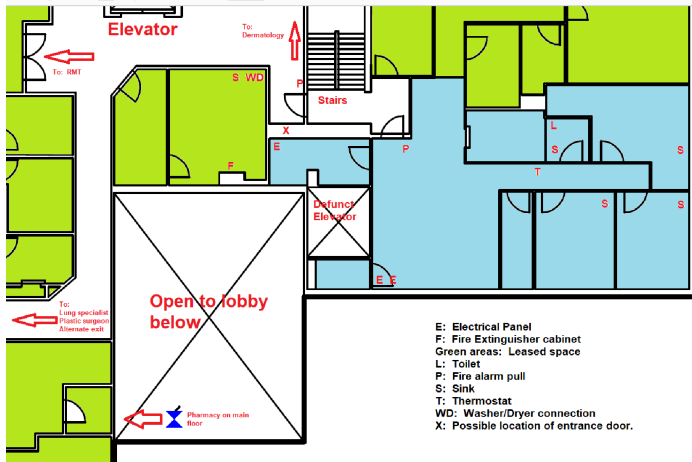 Elevator
To:
Dermatology
To: RMT
S WD
P
Stairs
X
E
P
L
S
S
F
T
Defunct
Elevator
S
S
E E
To:
Lung specialist
Plastic surgeon
Alternate exit
Open to lobby
below
Pharmacy on main
floor
E: Electrical Panel
F: Fire Extinguisher cabinet
Green areas: Leased space
L: Toilet
P: Fire alarm pull
S: Sink
T: Thermostat
WD: Washer/Dryer connection
X: Possible location of entrance door.